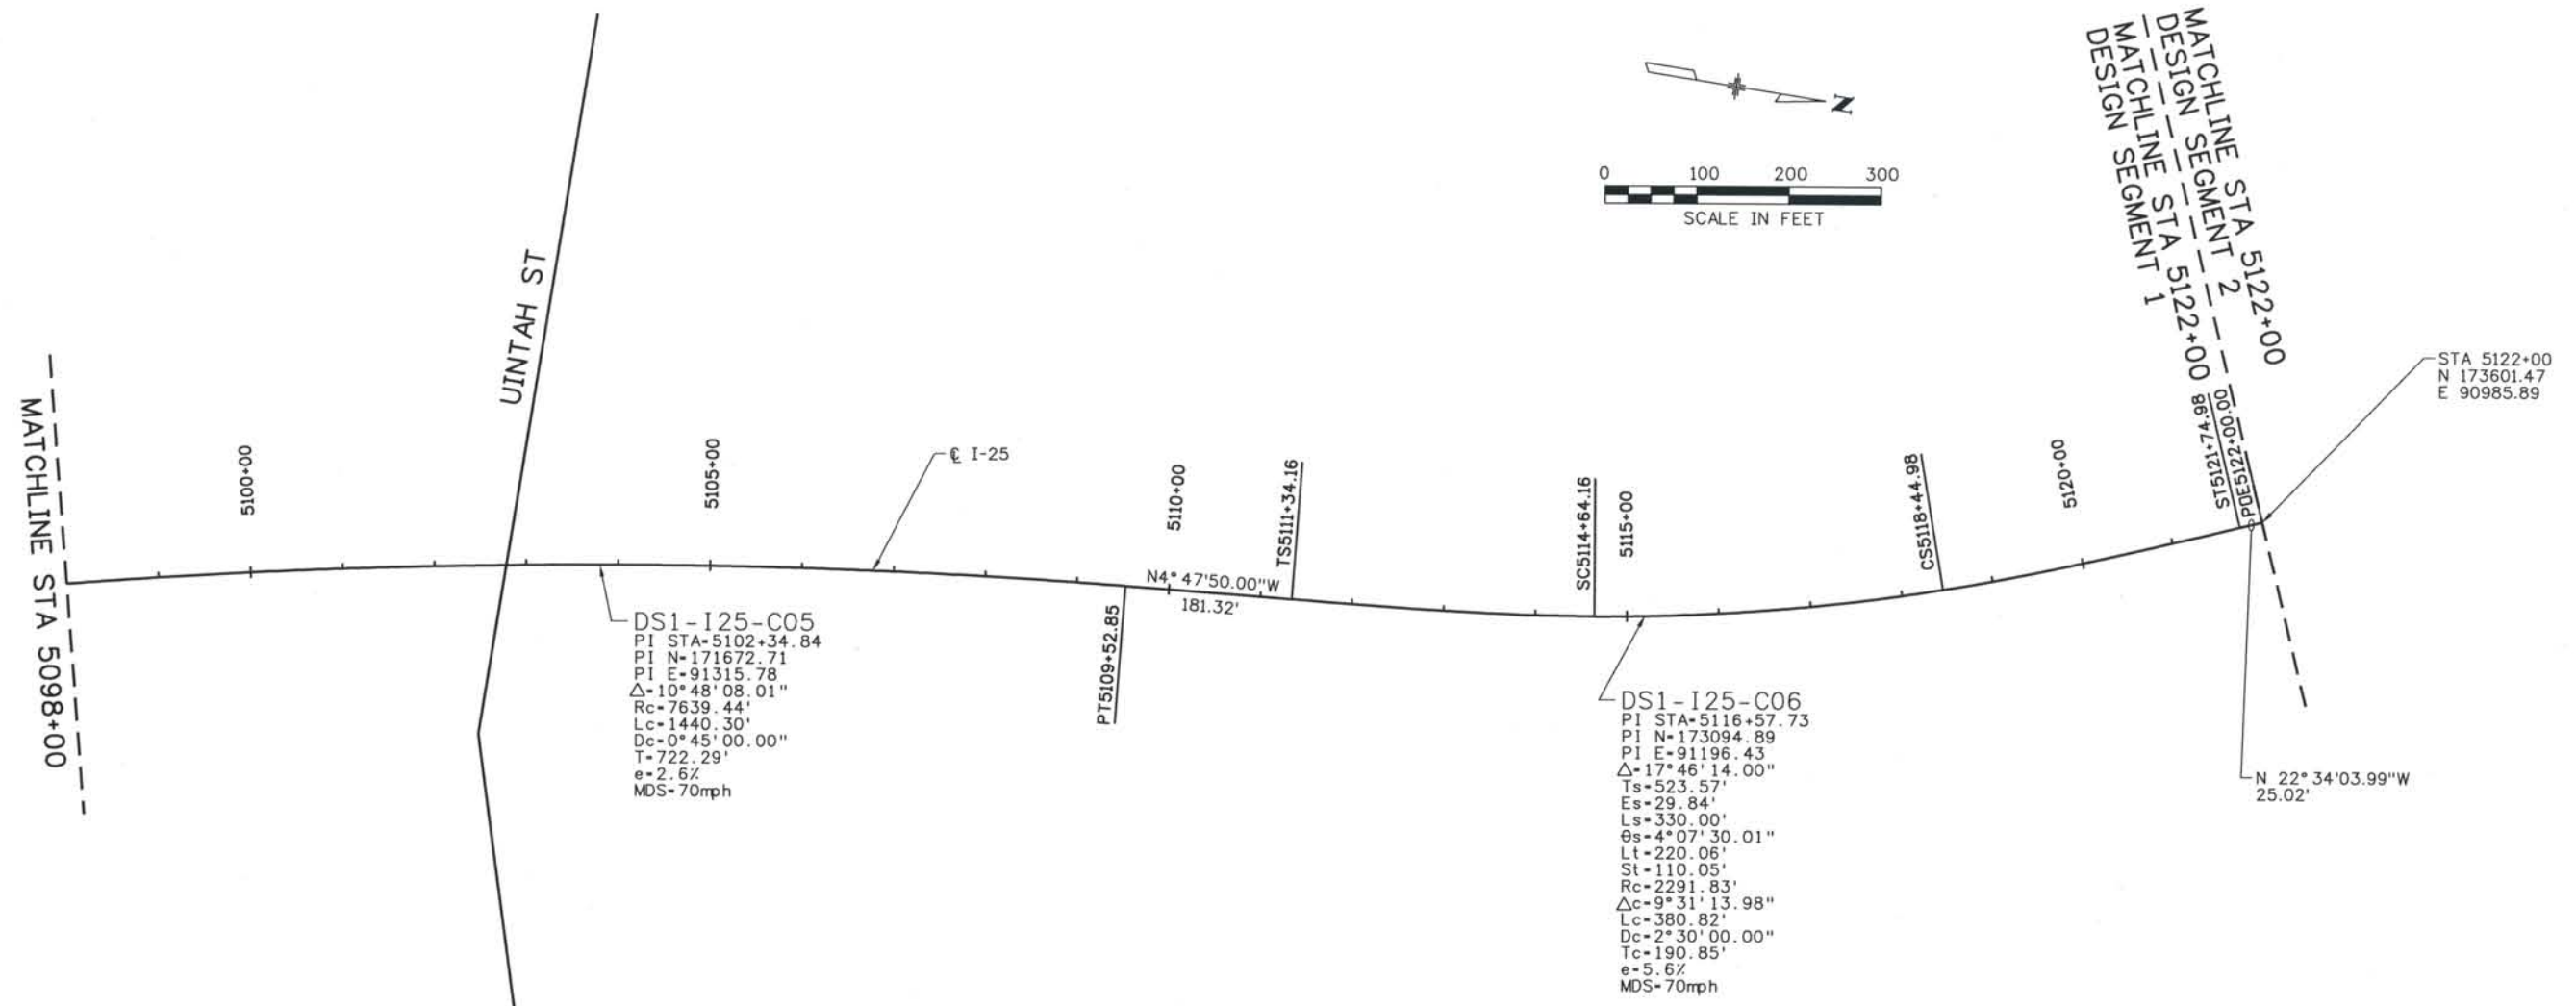 MATCHLINE STA 5098+00
5100+00
UINTAH ST
5105+00
℄ I-25
5110+00
N4°47'50.00"W
181.32'
TS5111+34.16
PT5109+52.85
DS1-I25-C05
PI STA=5102+34.84
PI N=171672.71
PI E=91315.78
Δ=10°48'08.01"
Rc=7639.44'
Lc=1440.30'
Dc=0°45'00.00"
T=722.29'
e=2.6%
MDS=70mph
N
0 100 200 300
SCALE IN FEET
SC5114+64.16
5115+00
CS5118+44.98
5120+00
DS1-I25-C06
PI STA=5116+57.73
PI N=173094.89
PI E=91196.43
Δ=17°46'14.00"
Ts=523.57'
Es=29.84'
Ls=330.00'
θs=4°07'30.01"
Lt=220.06'
St=110.05'
Rc=2291.83'
Δc=9°31'13.98"
Lc=380.82'
Dc=2°30'00.00"
Tc=190.85'
e=5.6%
MDS=70mph
MATCHLINE STA 5122+00
DESIGN SEGMENT 2
MATCHLINE STA 5122+00
DESIGN SEGMENT 1
ST5121+74.98
POE5122+00.00
STA 5122+00
N 173601.47
E 90985.89
N 22°34'03.99"W
25.02'